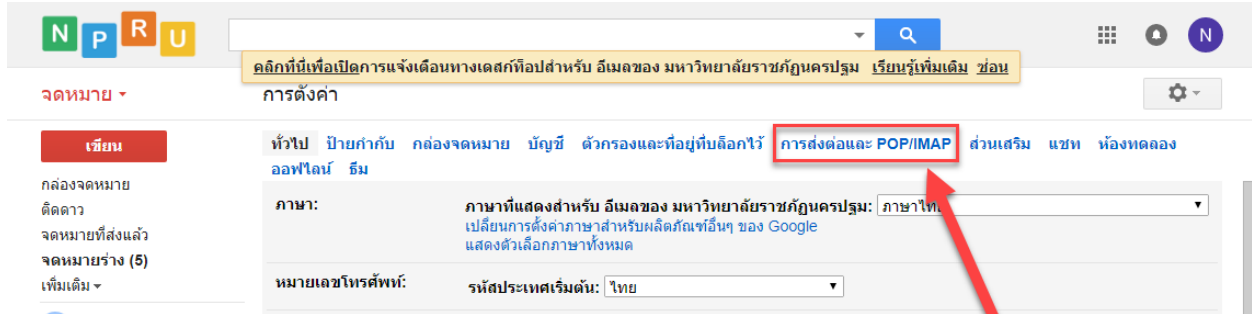 N P R U
คลิกที่นี่เพื่อเปิดการแจ้งเตือนทางเดสก์ท็อปสำหรับ อีเมลของ มหาวิทยาลัยราชภัฏนครปฐม เรียนรู้เพิ่มเติม ซ่อน
N
จดหมาย
การตั้งค่า
เขียน
ทั่วไป ป้ายกำกับ กล่องจดหมาย บัญชี ตัวกรองและที่อยู่ที่บล็อกไว้ การส่งต่อและ POP/IMAP ส่วนเสริม แชท ห้องทดลอง
ออฟไลน์ ธีม
กล่องจดหมาย
ติดดาว
จดหมายที่ส่งแล้ว
จดหมายร่าง (5)
เพิ่มเติม
ภาษา:
ภาษาที่แสดงสำหรับ อีเมลของ มหาวิทยาลัยราชภัฏนครปฐม: ภาษาไทย
เปลี่ยนการตั้งค่าภาษาสำหรับผลิตภัณฑ์อื่นๆ ของ Google
แสดงตัวเลือกภาษาทั้งหมด
หมายเลขโทรศัพท์:
รหัสประเทศเริ่มต้น: ไทย